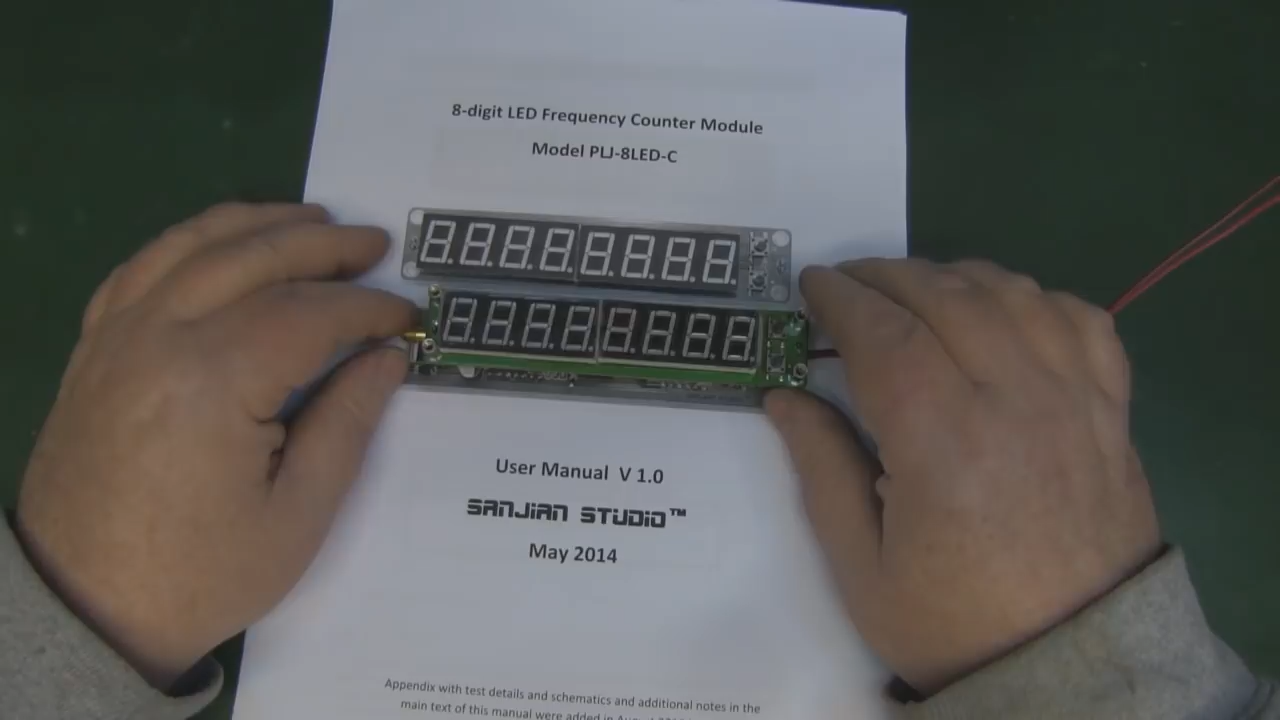 8-digit LED Frequency Counter Module
Model PLJ-8LED-C
User Manual V 1.0
SANJIAN STUDIO™
May 2014
Appendix with test details and schematics and additional notes in the
main text of this manual were added in August